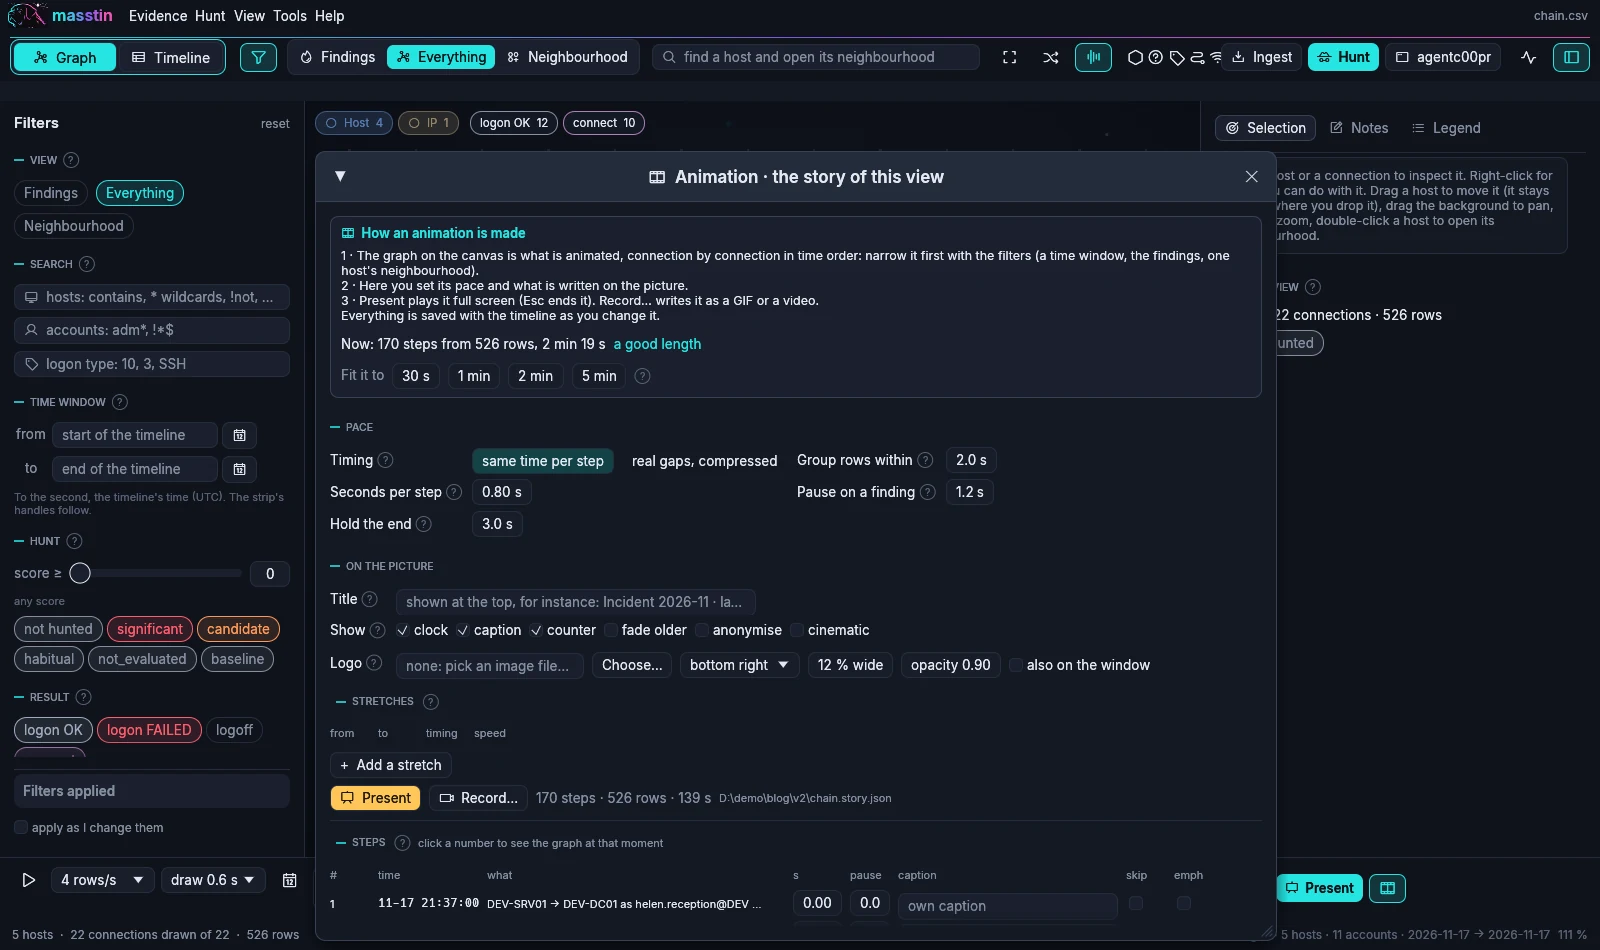 masstin Evidence Hunt View Tools Help chain.csv
Graph Timeline Findings Everything Neighbourhood find a host and open its neighbourhood Ingest Hunt agentc00pr
Filters reset
VIEW ?
Findings Everything
Neighbourhood
SEARCH ?
hosts: contains, * wildcards, !not, ...
accounts: adm*, !*$
logon type: 10, 3, SSH
TIME WINDOW ?
from start of the timeline
to end of the timeline
To the second, the timeline's time (UTC). The strip's
handles follow.
HUNT ?
score ≥ 0
any score
not hunted significant candidate
habitual not_evaluated baseline
RESULT ?
logon OK logon FAILED logoff
Filters applied
apply as I change them
Host 4 IP 1 logon OK 12 connect 10
Animation · the story of this view
How an animation is made
1 · The graph on the canvas is what is animated, connection by connection in time order: narrow it first with the filters (a time window, the findings, one
host's neighbourhood).
2 · Here you set its pace and what is written on the picture.
3 · Present plays it full screen (Esc ends it). Record... writes it as a GIF or a video.
Everything is saved with the timeline as you change it.
Now: 170 steps from 526 rows, 2 min 19 s a good length
Fit it to 30 s 1 min 2 min 5 min ?
PACE
Timing ? same time per step real gaps, compressed Group rows within ? 2.0 s
Seconds per step ? 0.80 s Pause on a finding ? 1.2 s
Hold the end ? 3.0 s
ON THE PICTURE
Title ? shown at the top, for instance: Incident 2026-11 · la...
Show ? clock caption counter fade older anonymise cinematic
Logo ? none: pick an image file... Choose... bottom right 12 % wide opacity 0.90 also on the window
STRETCHES ?
from to timing speed
+ Add a stretch
Present Record... 170 steps · 526 rows · 139 s D:\demo\blog\v2\chain.story.json
STEPS ? click a number to see the graph at that moment
# time what s pause caption skip emph
1 11-17 21:37:00 DEV-SRV01 → DEV-DC01 as helen.reception@DEV ... 0.00 0.0 own caption
Selection Notes Legend
ost or a connection to inspect it. Right-click for
can do with it. Drag a host to move it (it stays
where you drop it), drag the background to pan,
zoom, double-click a host to open its
urhood.
IEW ?
22 connections · 526 rows
unted
4 rows/s draw 0.6 s Present
5 hosts · 22 connections drawn of 22 · 526 rows 5 hosts · 11 accounts · 2026-11-17 → 2026-11-17 111 %